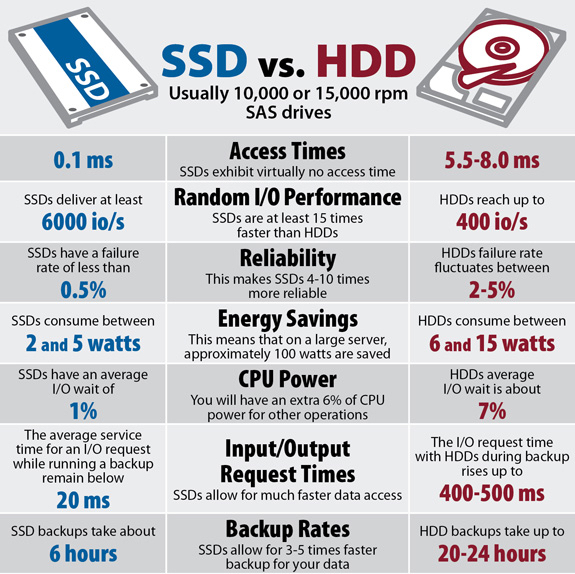 SSD
SSD vs. HDD
Usually 10,000 or 15,000 rpm
SAS drives
0.1 ms
Access Times
SSDs exhibit virtually no access time
5.5-8.0 ms
SSDs deliver at least
6000 io/s
Random I/O Performance
SSDs are at least 15 times
faster than HDDs
HDDs reach up to
400 io/s
SSDs have a failure
rate of less than
0.5%
Reliability
This makes SSDs 4-10 times
more reliable
HDDs failure rate
fluctuates between
2-5%
SSDs consume between
2 and 5 watts
Energy Savings
This means that on a large server,
approximately 100 watts are saved
HDDs consume between
6 and 15 watts
SSDs have an average
I/O wait of
1%
CPU Power
You will have an extra 6% of CPU
power for other operations
HDDs average
I/O wait is about
7%
The average service
time for an I/O request
while running a backup
remain below
20 ms
Input/Output
Request Times
SSDs allow for much faster data access
The I/O request time
with HDDs during backup
rises up to
400-500 ms
SSD backups take about
6 hours
Backup Rates
SSDs allow for 3-5 times faster
backup for your data
HDD backups take up to
20-24 hours